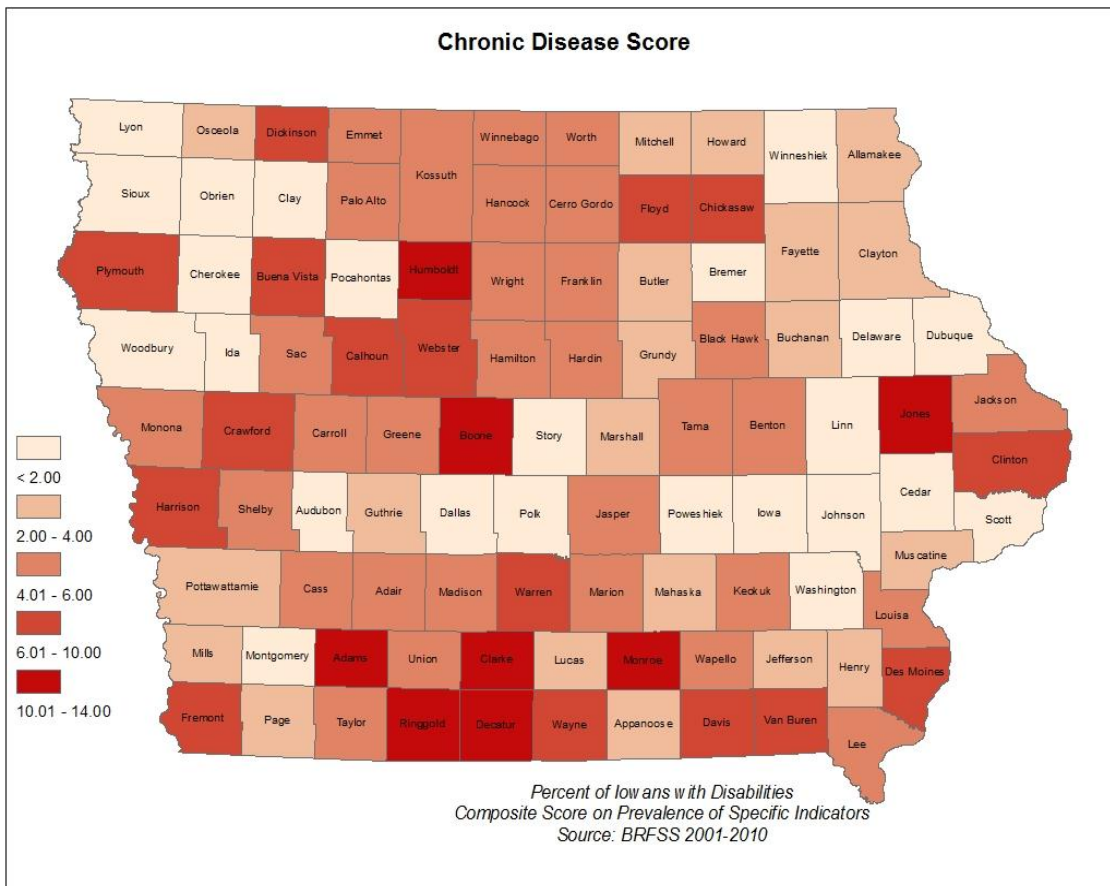 Chronic Disease Score
Lyon
Osceola
Dickinson
Emmet
Winnebago
Worth
Mitchell
Howard
Winneshiek
Allamakee
Kossuth
Sioux
Obrien
Clay
Palo Alto
Hancock
Cerro Gordo
Floyd
Chickasaw
Plymouth
Cherokee
Buena Vista
Pocahontas
Humboldt
Wright
Franklin
Butler
Bremer
Fayette
Clayton
Woodbury
Ida
Sac
Calhoun
Webster
Hamilton
Hardin
Grundy
Black Hawk
Buchanan
Delaware
Dubuque
Monona
Crawford
Carroll
Greene
Boone
Story
Marshall
Tama
Benton
Linn
Jones
Jackson
Clinton
Harrison
Shelby
Audubon
Guthrie
Dallas
Polk
Jasper
Poweshiek
Iowa
Johnson
Cedar
Scott
Muscatine
Pottawattamie
Cass
Adair
Madison
Warren
Marion
Mahaska
Keokuk
Washington
Louisa
Mills
Montgomery
Adams
Union
Clarke
Lucas
Monroe
Wapello
Jefferson
Henry
Des Moines
Fremont
Page
Taylor
Ringgold
Decatur
Wayne
Appanoose
Davis
Van Buren
Lee
< 2.00
2.00 - 4.00
4.01 - 6.00
6.01 - 10.00
10.01 - 14.00
Percent of Iowans with Disabilities
Composite Score on Prevalence of Specific Indicators
Source: BRFSS 2001-2010